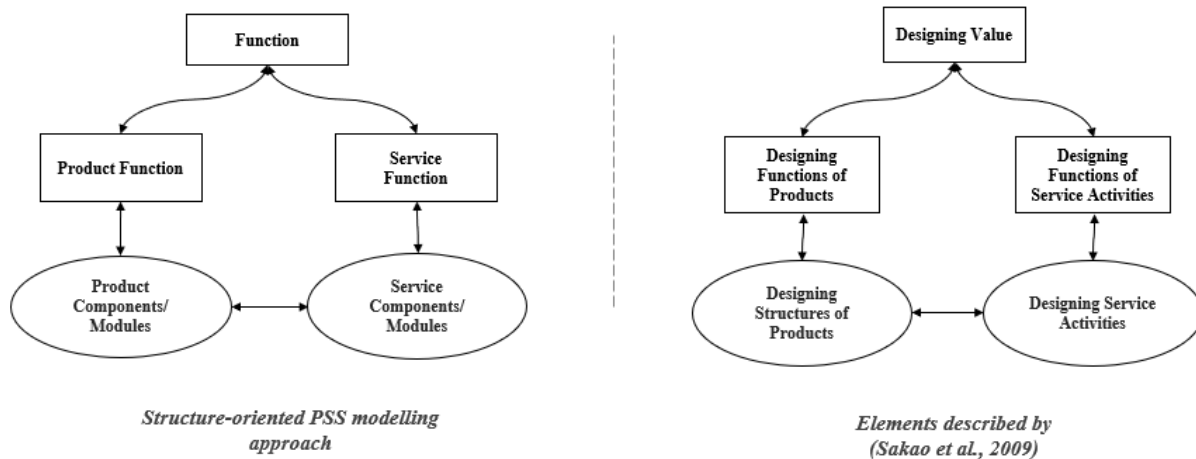 Function
Product Function
Service
Function
Product
Components/
Modules
Service
Components/
Modules
Structure-oriented PSS modelling
approach
Designing Value
Designing
Functions of
Products
Designing
Functions of
Service Activities
Designing
Structures of
Products
Designing Service
Activities
Elements described by
(Sakao et al., 2009)